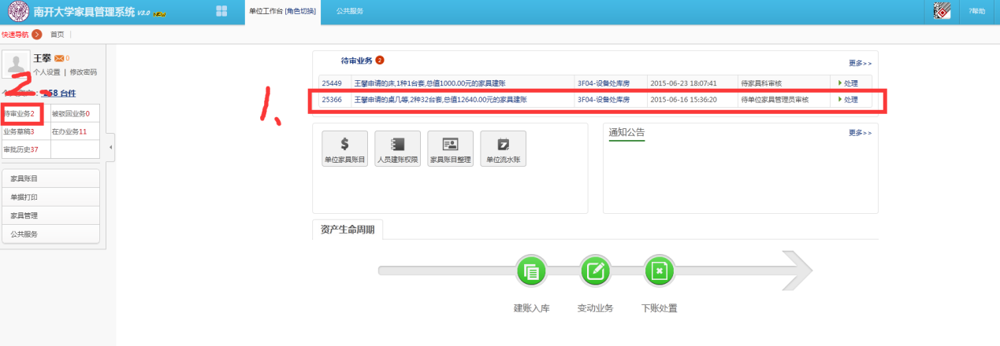 南开大学家具管理系统 V3.0 NEW
单位工作台 [角色切换]
公共服务
?帮助
快速导航
首页
王攀 0
个人设置 | 修改密码
258 台件
待审业务2 被驳回业务0
业务草稿3 在办业务11
审批历史37
家具账目
单据打印
家具管理
公共服务
2、
1、
待审业务 2
更多>>
25449 王攀申请的床,1种1台套,总值1000.00元的家具建账 3F04-设备处库房 2015-06-23 18:07:41 待家具科审核 处理
25366 王攀申请的桌几等,2种32台套,总值12640.00元的家具建账 3F04-设备处库房 2015-06-16 15:36:20 待单位家具管理员审核 处理
单位家具账目 人员建账权限 家具账目整理 单位流水账
通知公告
更多>>
资产生命周期
建账入库 变动业务 下账处置